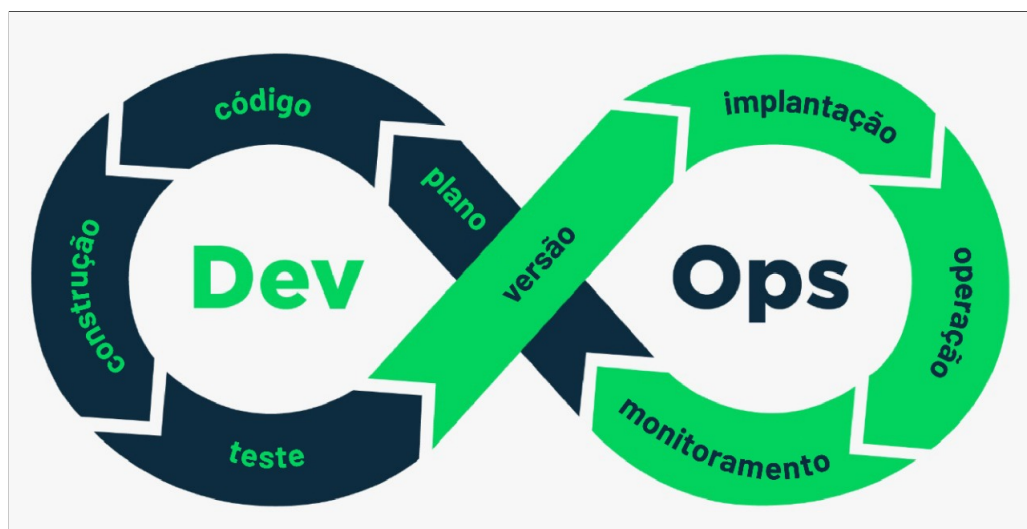 código
plano
construção
Dev
teste
versão
implantação
Ops
operação
monitoramento